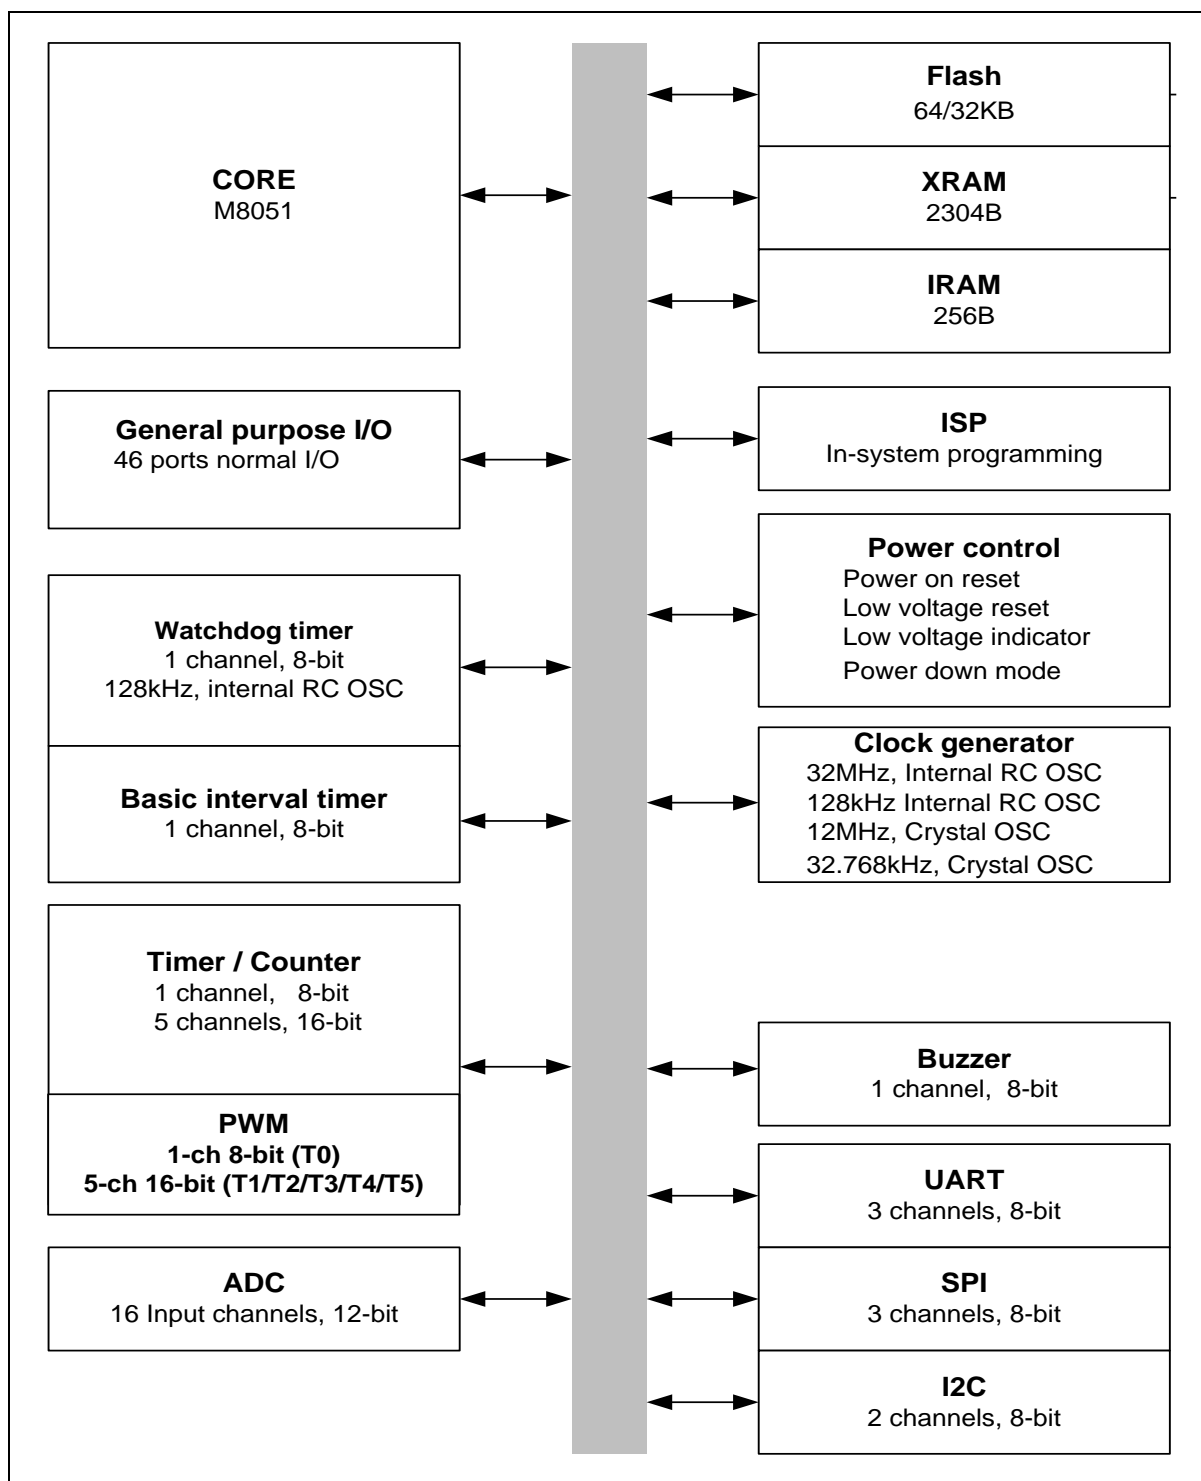 CORE
M8051
General purpose I/O
46 ports normal I/O
Watchdog timer
1 channel, 8-bit
128kHz, internal RC OSC
Basic interval timer
1 channel, 8-bit
Timer / Counter
1 channel, 8-bit
5 channels, 16-bit
PWM
1-ch 8-bit (T0)
5-ch 16-bit (T1/T2/T3/T4/T5)
ADC
16 Input channels, 12-bit
Flash
64/32KB
XRAM
2304B
IRAM
256B
ISP
In-system programming
Power control
Power on reset
Low voltage reset
Low voltage indicator
Power down mode
Clock generator
32MHz, Internal RC OSC
128kHz Internal RC OSC
12MHz, Crystal OSC
32.768kHz, Crystal OSC
Buzzer
1 channel, 8-bit
UART
3 channels, 8-bit
SPI
3 channels, 8-bit
I2C
2 channels, 8-bit